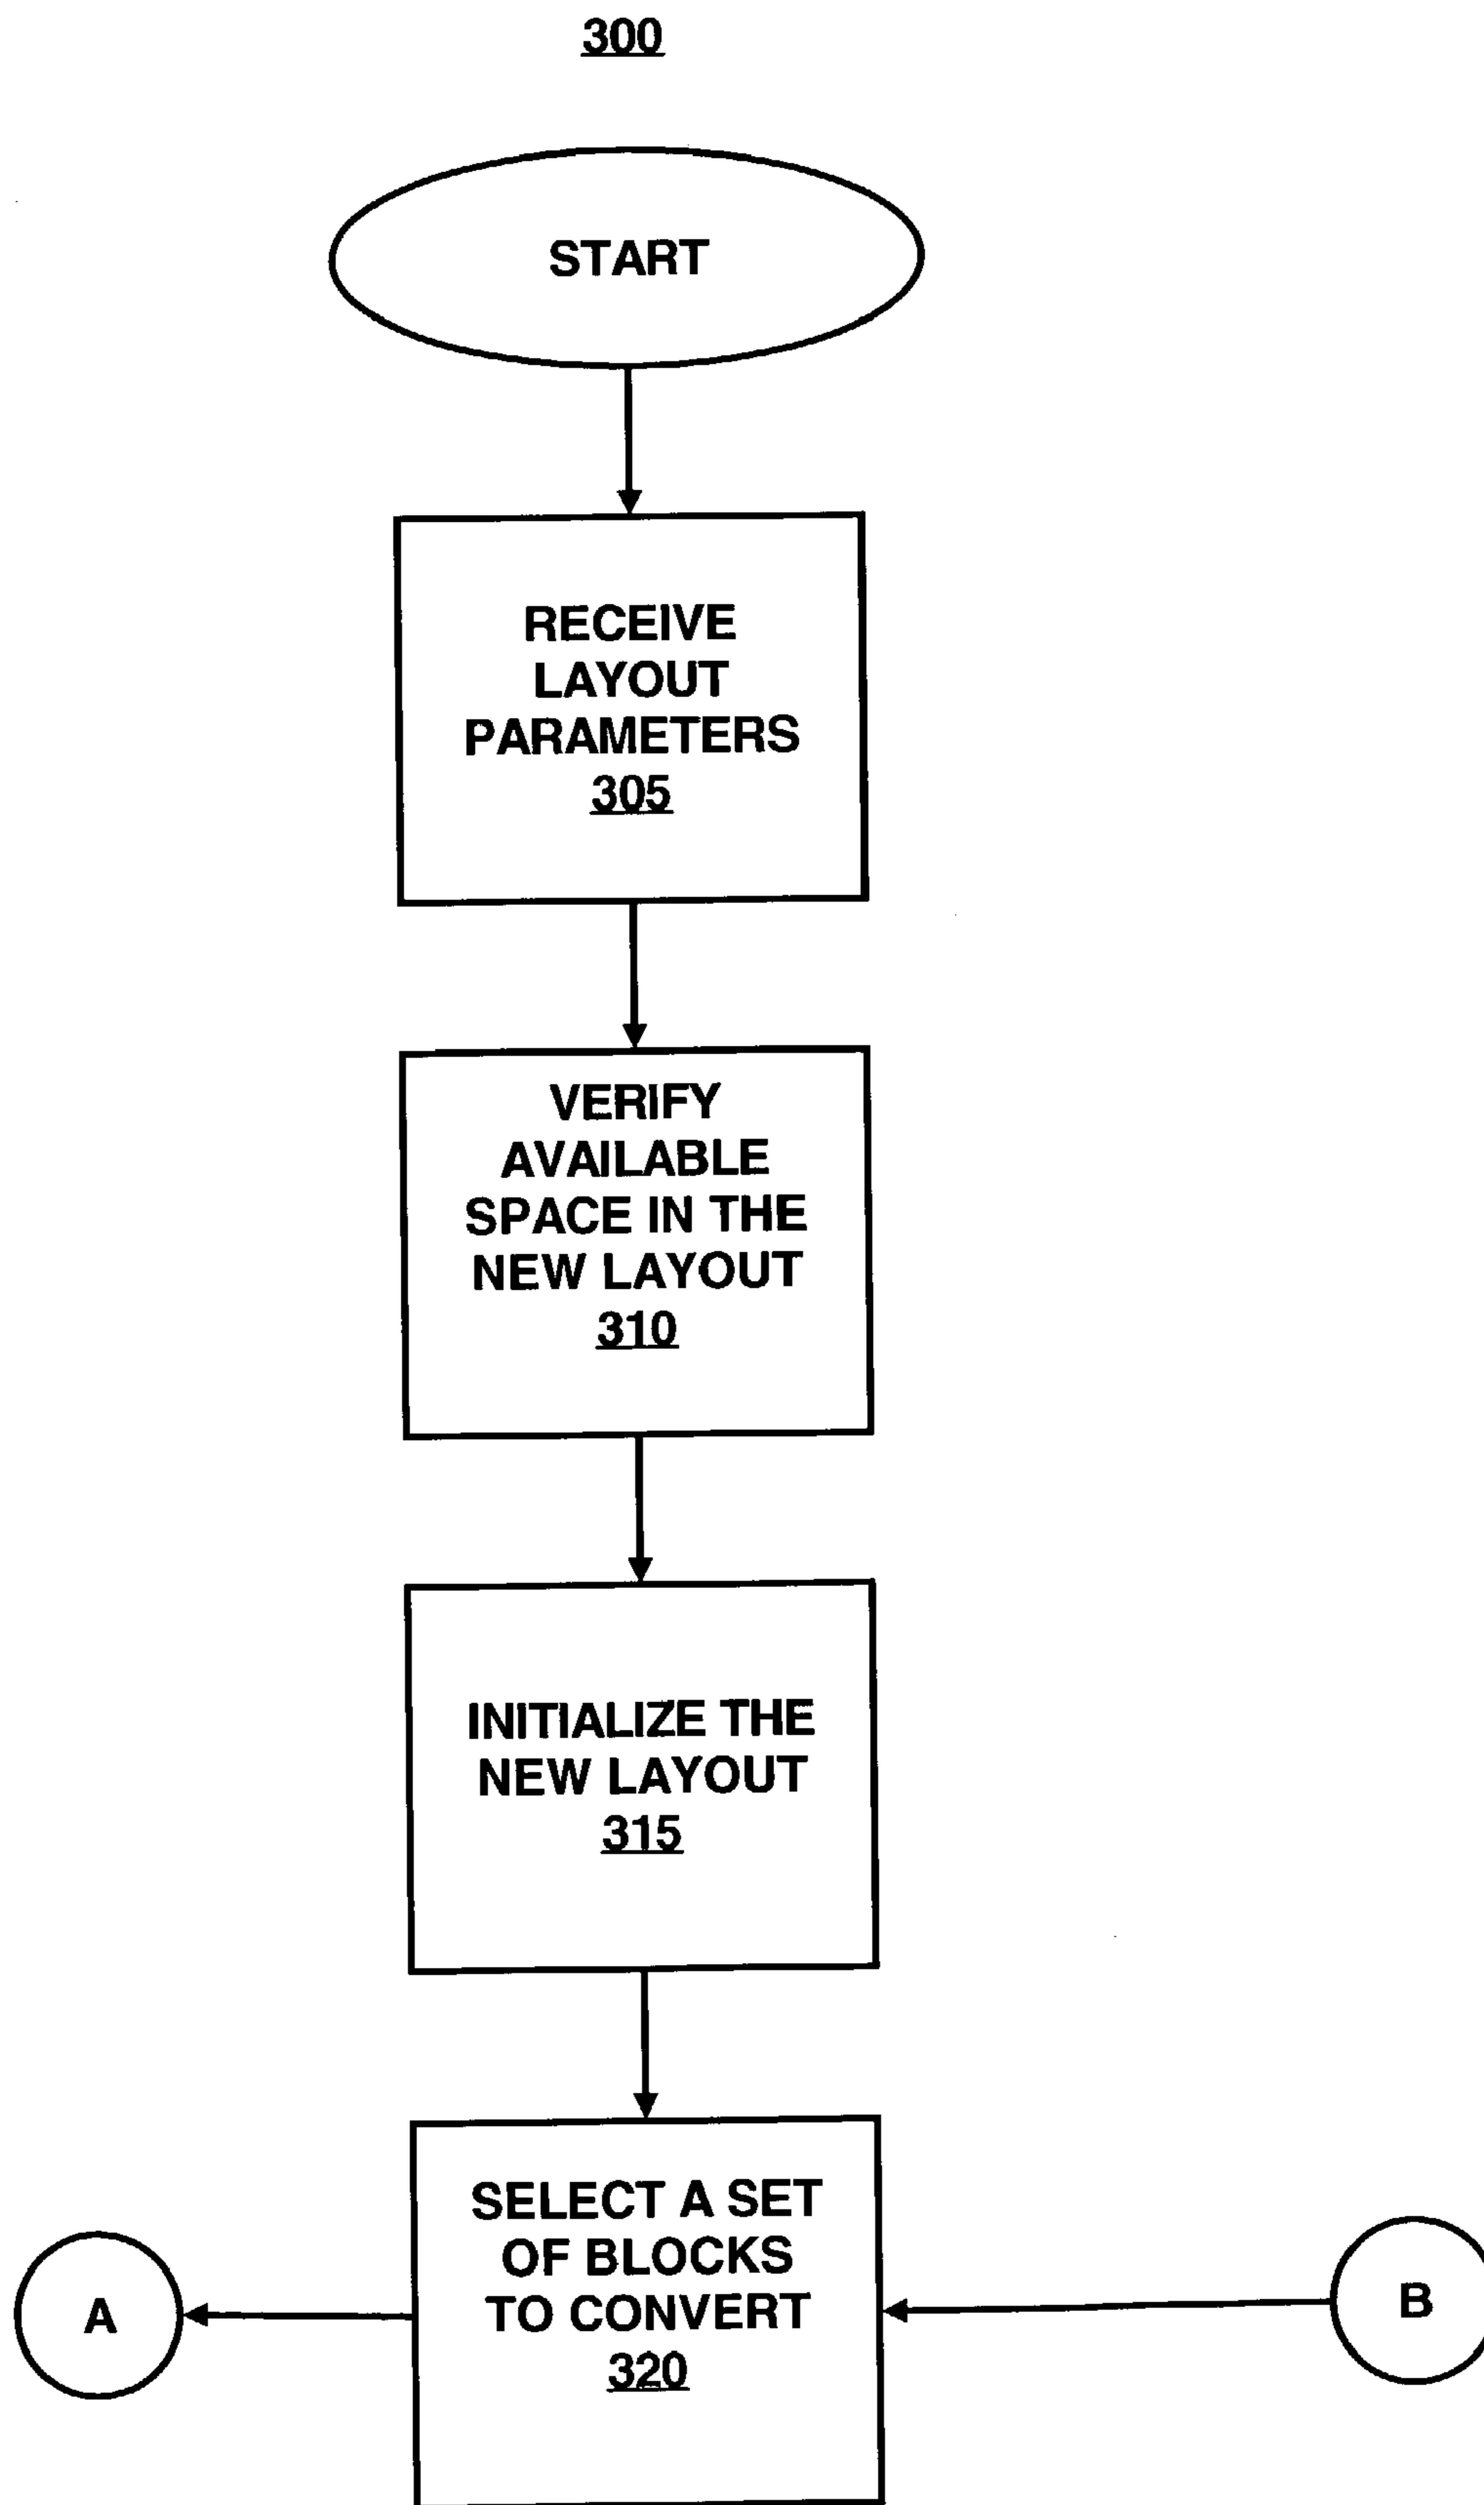 300
START
RECEIVE
LAYOUT
PARAMETERS
305
VERIFY
AVAILABLE
SPACE IN THE
NEW LAYOUT
310
INITIALIZE THE
NEW LAYOUT
315
SELECT A SET
OF BLOCKS
TO CONVERT
320
A
B